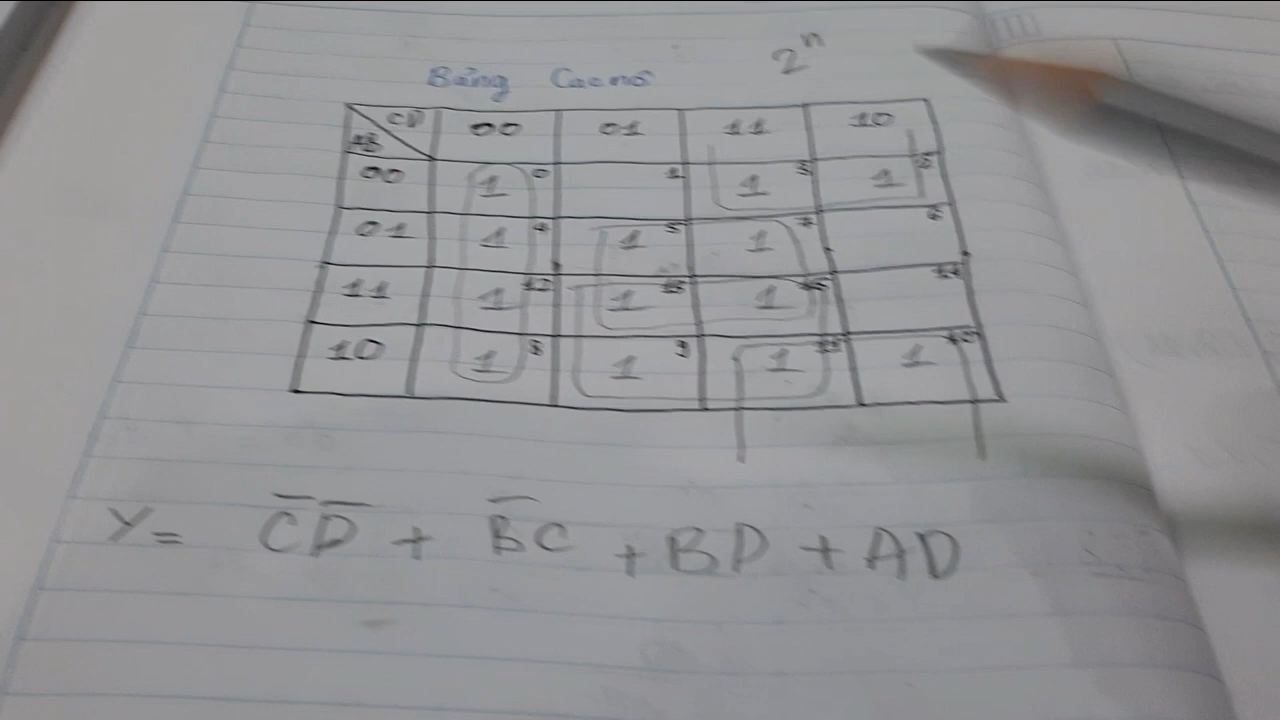 2ⁿ
Bảng Cacnô
CD 00 01 11 10
AB
00 1 0 1 1 3 1
01 1 4 1 5 1 7 6
11 1 12 1 13 1 15 14
10 1 8 1 9 1 1 10
Y = C̅D̅ + B̅C + BD + AD